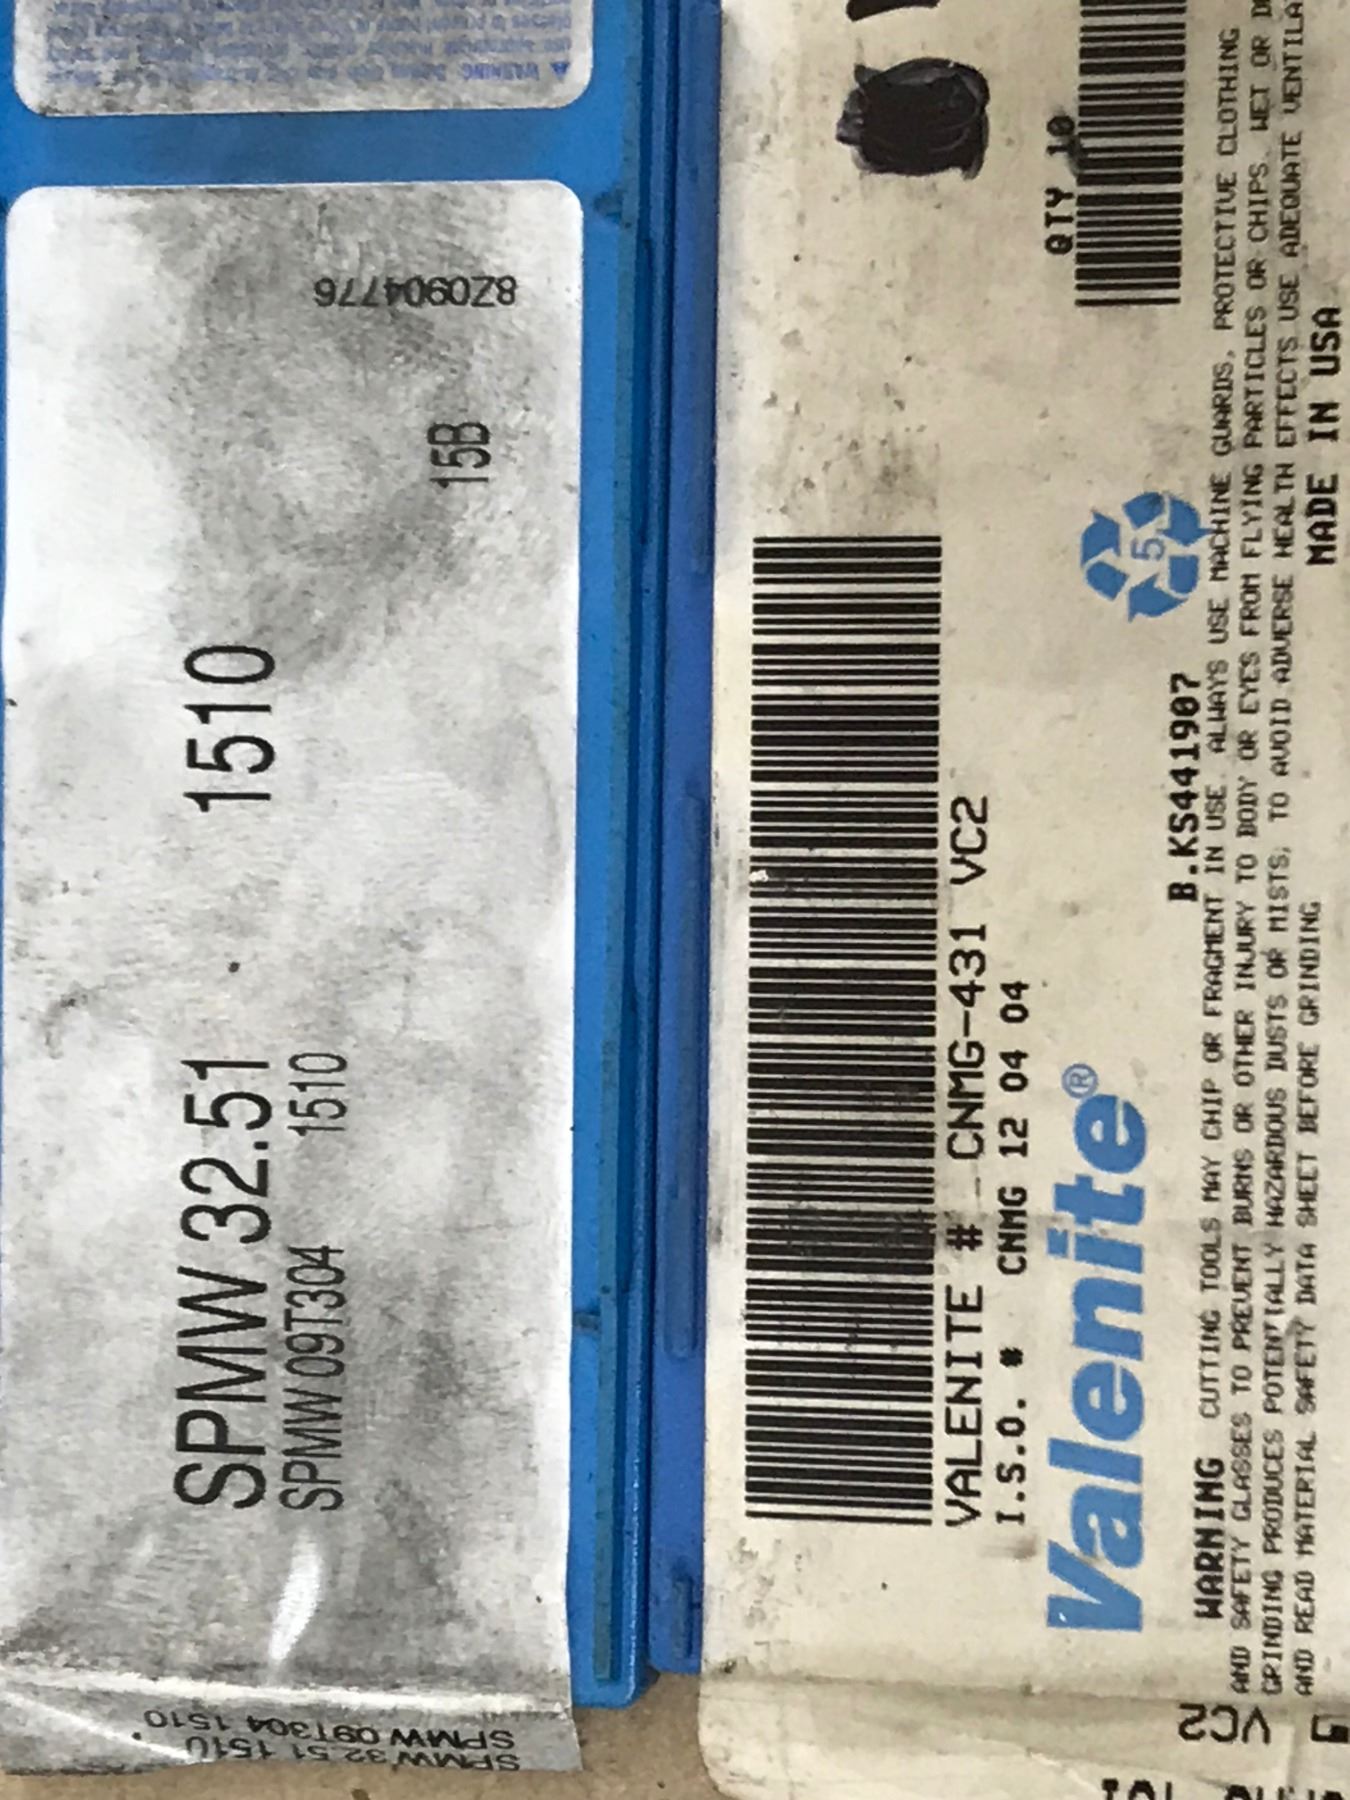 ⚠ WARNING:
8Z0904776
15B
SPMW 32.51 1510
SPMW 09T304 1510
SPMW 32.51 1510
SPMW 09T304 1510
QTY 10
VALENITE # CNMG-431 VC2
I.S.O. # CNMG 12 04 04
Valenite®
5
B.KS441907
WARNING CUTTING TOOLS MAY CHIP OR FRAGMENT IN USE. ALWAYS USE MACHINE GUARDS, PROTECTIVE CLOTHING
AND SAFETY GLASSES TO PREVENT BURNS OR OTHER INJURY TO BODY OR EYES FROM FLYING PARTICLES OR CHIPS. WET OR
GRINDING PRODUCES POTENTIALLY HAZARDOUS DUSTS OR MISTS; TO AVOID ADVERSE HEALTH EFFECTS USE ADEQUATE
AND READ MATERIAL SAFETY DATA SHEET BEFORE GRINDING
MADE IN USA
VC2